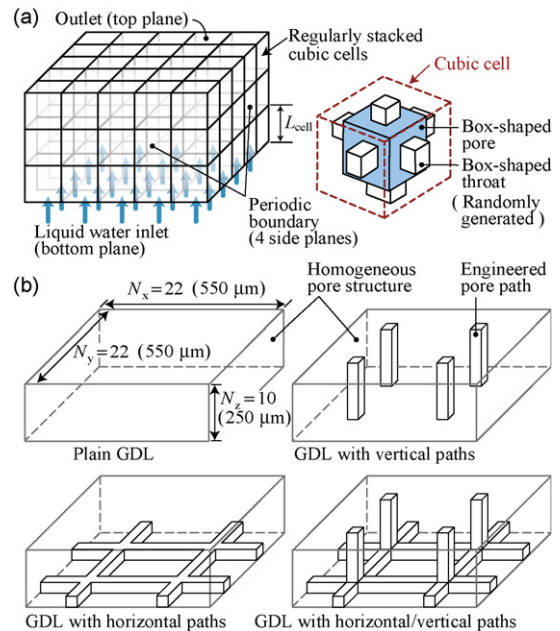 (a)
Outlet (top plane)
Regularly stacked
cubic cells
Cubic cell
L_cell
Box-shaped
pore
Box-shaped
throat
( Randomly
generated )
Periodic
boundary
(4 side planes)
Liquid water inlet
(bottom plane)
(b)
N_x=22 (550 μm)
Homogeneous
pore structure
Engineered
pore path
N_y=22 (550 μm)
N_z=10
(250 μm)
Plain GDL
GDL with vertical paths
GDL with horizontal paths
GDL with horizontal/vertical paths